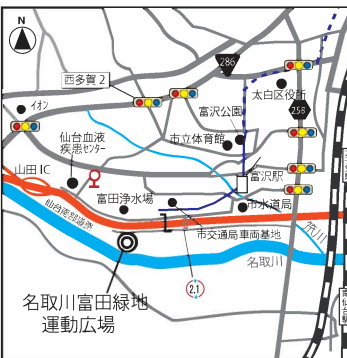 N
286
西多賀2
イオン
太白区役所
富沢公園
258
市立体育館
仙台血液
疾患センター
山田IC
富沢駅
富田浄水場
市水道局
仙台南部道路
市交通局車両基地
笊川
名取川
2.1
名取川富田緑地
運動広場